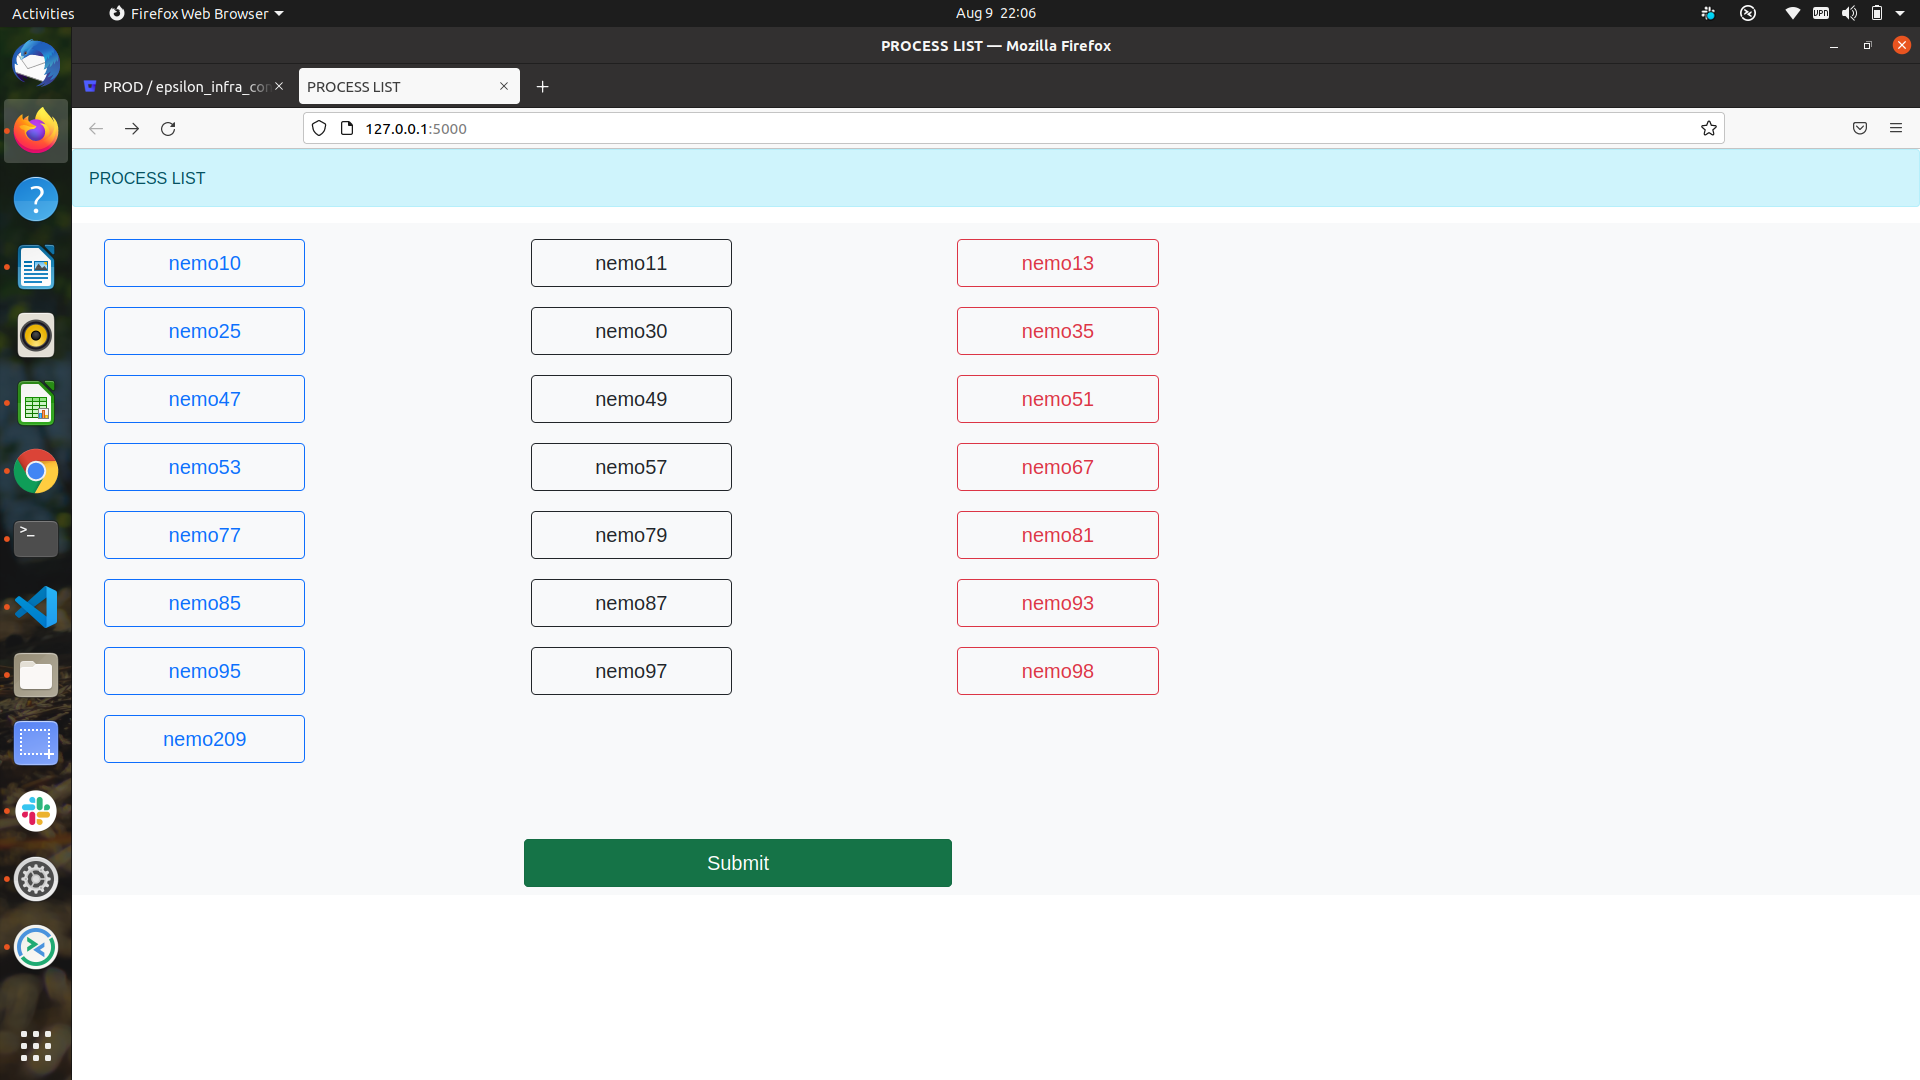 Activities
Firefox Web Browser
Aug 9 22:06
VPN
PROCESS LIST — Mozilla Firefox
PROD / epsilon_infra_con
PROCESS LIST
127.0.0.1:5000
PROCESS LIST
nemo10 nemo11 nemo13
nemo25 nemo30 nemo35
nemo47 nemo49 nemo51
nemo53 nemo57 nemo67
nemo77 nemo79 nemo81
nemo85 nemo87 nemo93
nemo95 nemo97 nemo98
nemo209
Submit